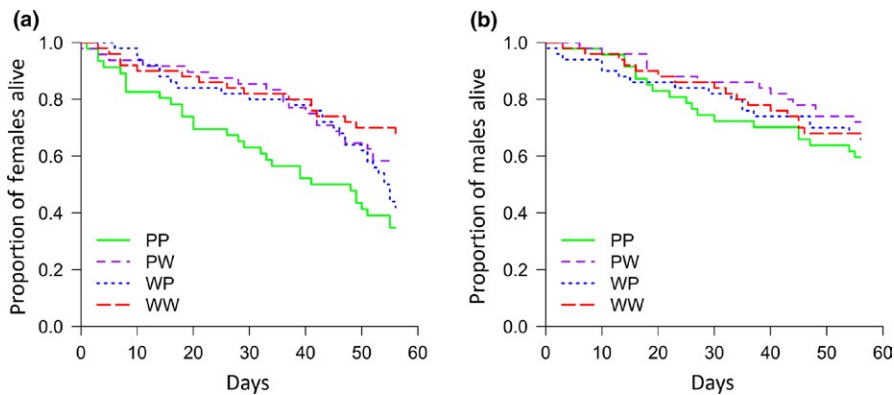 (a)
Proportion of females alive
1.0
0.8
0.6
0.4
0.2
0.0
PP
PW
WP
WW
0 10 20 30 40 50 60
Days
(b)
Proportion of males alive
1.0
0.8
0.6
0.4
0.2
0.0
PP
PW
WP
WW
0 10 20 30 40 50 60
Days